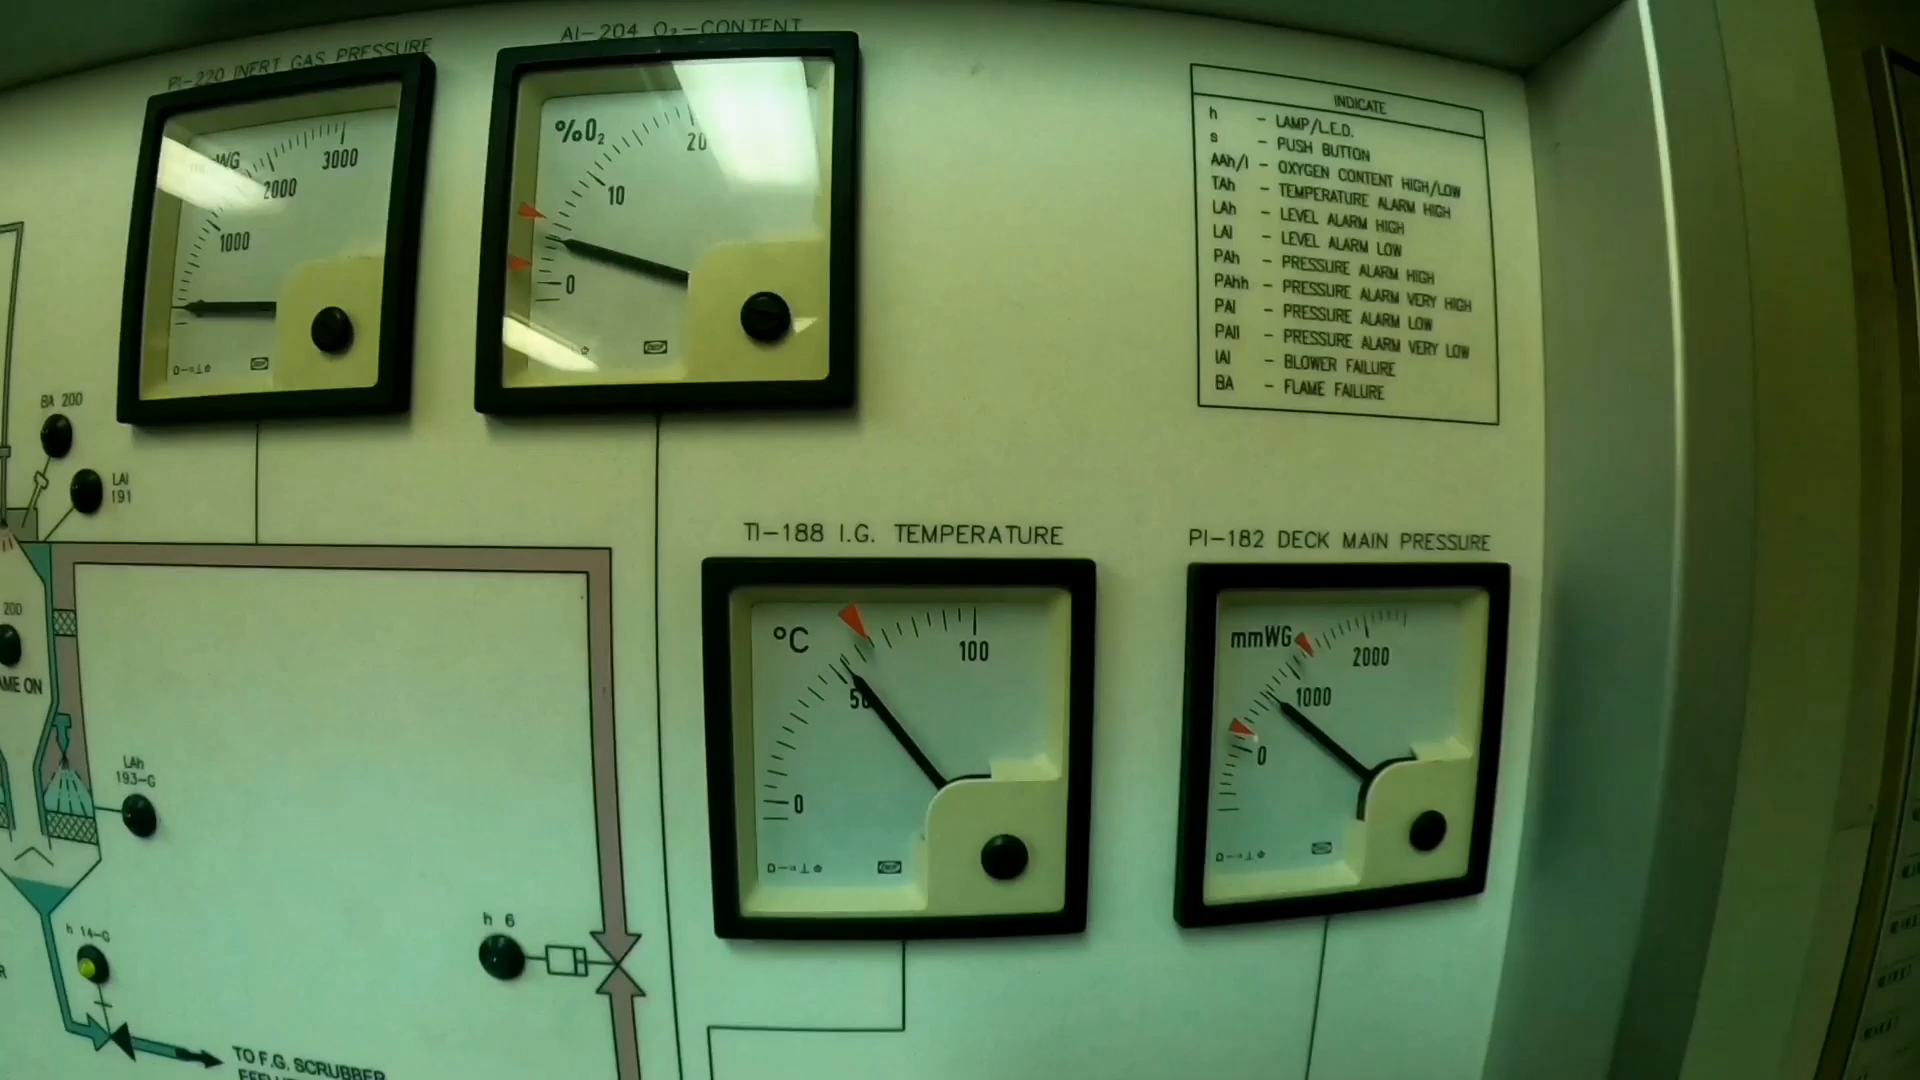 PI-220 INERT GAS PRESSURE
AI-204 O₂-CONTENT
WG
1000
2000
3000
%O₂
0
10
20
INDICATE
h - LAMP/L.E.D.
s - PUSH BUTTON
AAh/l - OXYGEN CONTENT HIGH/LOW
TAh - TEMPERATURE ALARM HIGH
LAh - LEVEL ALARM HIGH
LAl - LEVEL ALARM LOW
PAh - PRESSURE ALARM HIGH
PAhh - PRESSURE ALARM VERY HIGH
PAl - PRESSURE ALARM LOW
PAll - PRESSURE ALARM VERY LOW
IAl - BLOWER FAILURE
BA - FLAME FAILURE
BA 200
LAl
191
TI-188 I.G. TEMPERATURE
PI-182 DECK MAIN PRESSURE
°C
0
50
100
mmWG
0
1000
2000
200
AME ON
LAh
193-G
h 6
h 14-G
TO F.G. SCRUBBER